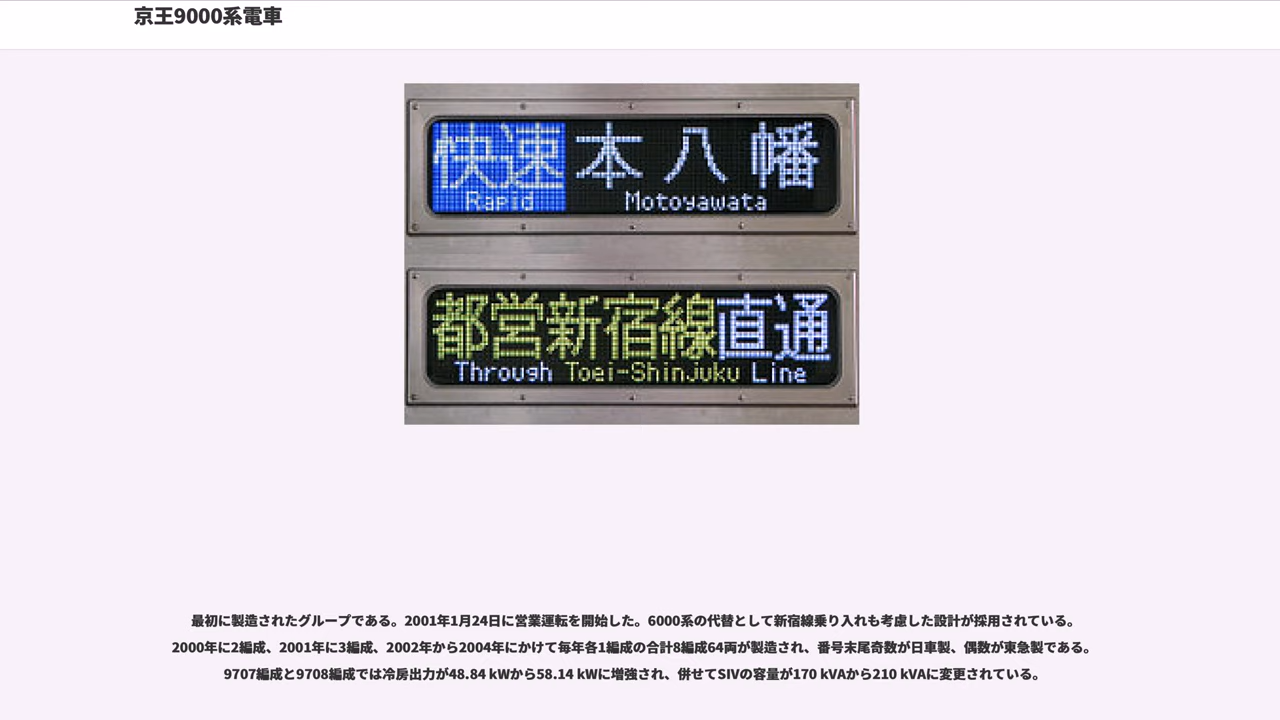 京王9000系電車
快速 本八幡
Rapid Motoyawata
都営新宿線直通
Through Toei-Shinjuku Line
最初に製造されたグループである。2001年1月24日に営業運転を開始した。6000系の代替として新宿線乗り入れも考慮した設計が採用されている。
2000年に2編成、2001年に3編成、2002年から2004年にかけて毎年各1編成の合計8編成64両が製造され、番号末尾奇数が日車製、偶数が東急製である。
9707編成と9708編成では冷房出力が48.84 kWから58.14 kWに増強され、併せてSIVの容量が170 kVAから210 kVAに変更されている。